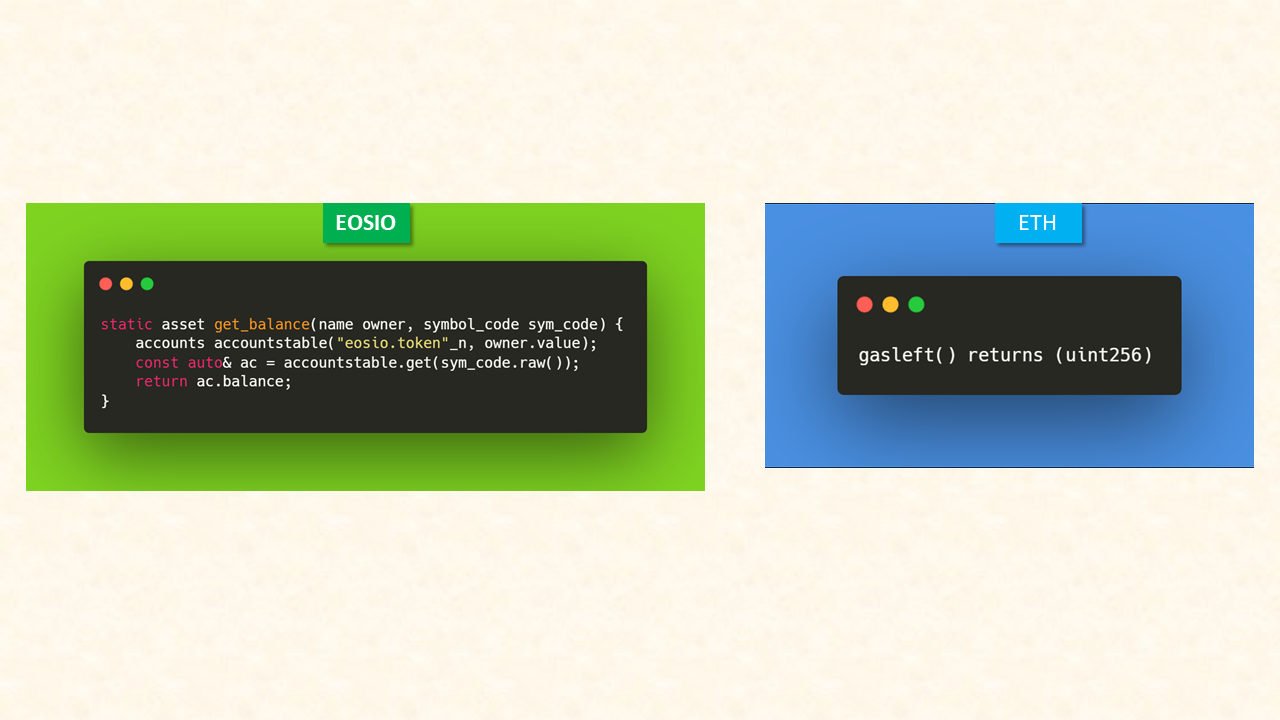 EOSIO
static asset get_balance(name owner, symbol_code sym_code) {
    accounts accountstable("eosio.token"_n, owner.value);
    const auto& ac = accountstable.get(sym_code.raw());
    return ac.balance;
}
ETH
gasleft() returns (uint256)